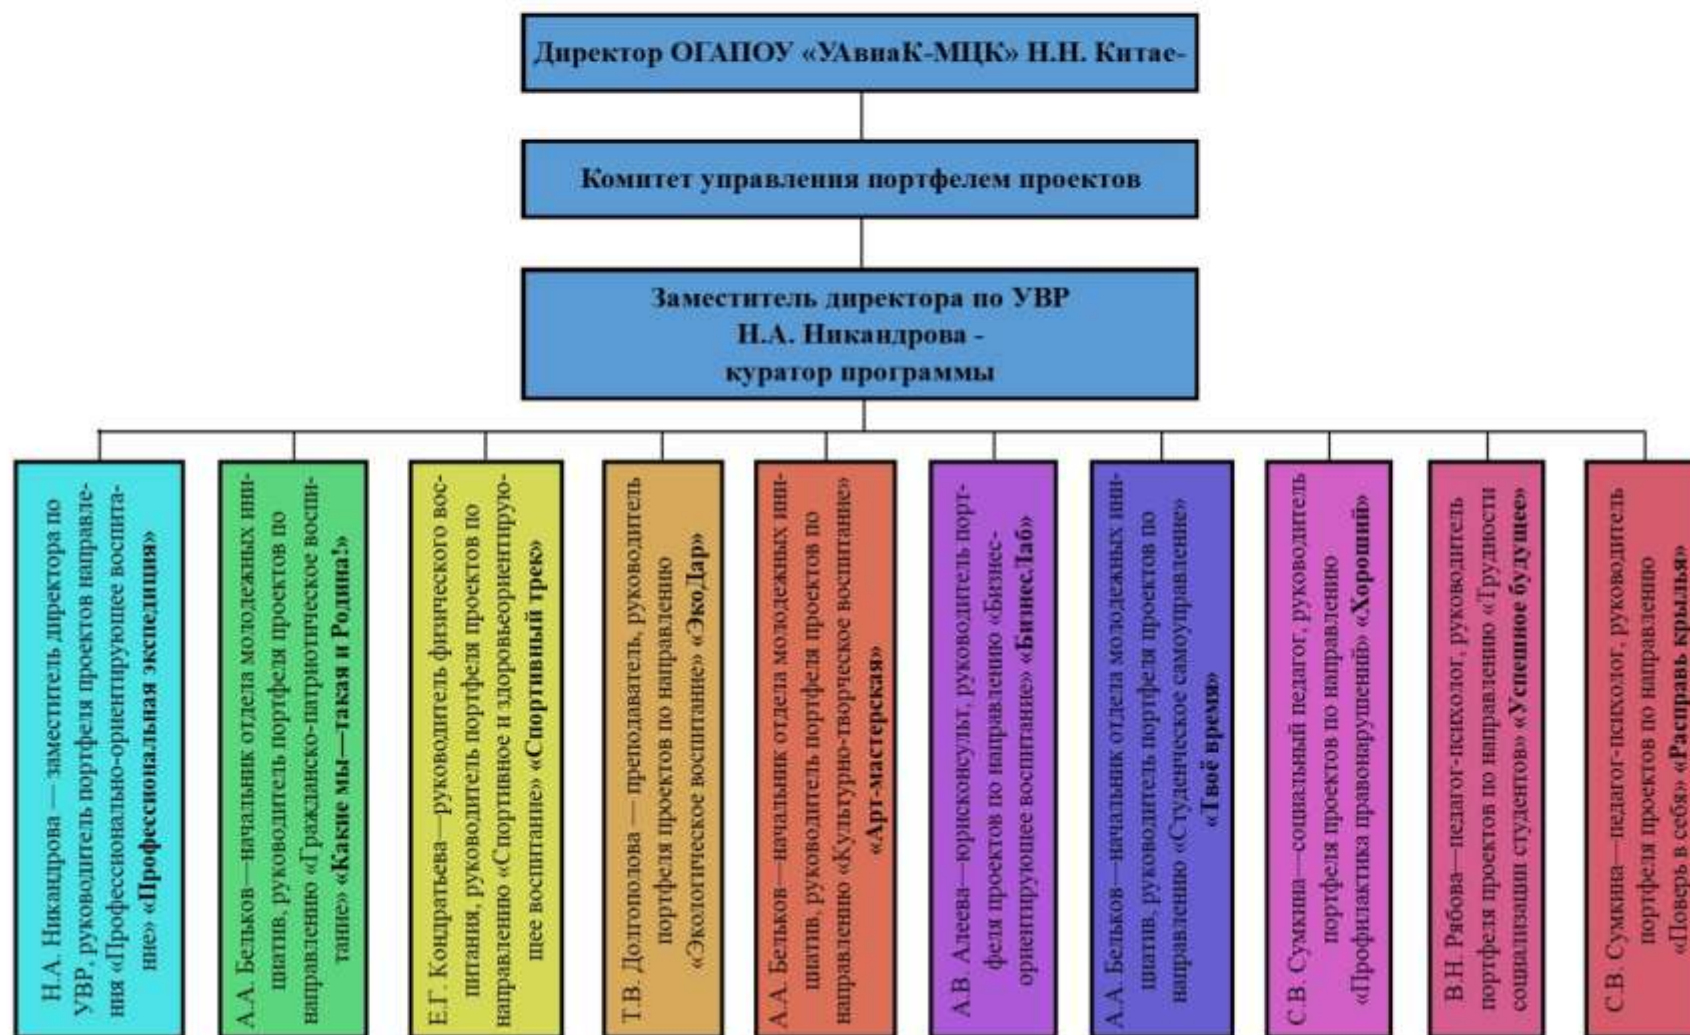 Директор ОГАПОУ «УАвиаК-МЦК» Н.Н. Китае-
Комитет управления портфелем проектов
Заместитель директора по УВР
Н.А. Никандрова -
куратор программы
Н.А. Никандрова — заместитель директора по
УВР, руководитель портфеля проектов направле-
ния «Профессионально-ориентирующее воспита-
ние» «Профессиональная экспедиция»
А.А. Бельков—начальник отдела молодежных ини-
циатив, руководитель портфеля проектов по
направлению «Гражданско-патриотическое воспи-
тание» «Какие мы—такая и Родина!»
Е.Г. Кондратьева—руководитель физического вос-
питания, руководитель портфеля проектов по
направлению «Спортивное и здоровьеориентирую-
щее воспитание» «Спортивный трек»
Т.В. Долгополова — преподаватель, руководитель
портфеля проектов по направлению
«Экологическое воспитание» «ЭкоДар»
А.А. Бельков—начальник отдела молодежных ини-
циатив, руководитель портфеля проектов по
направлению «Культурно-творческое воспитание»
«Арт-мастерская»
А.В. Алеева—юрисконсульт, руководитель порт-
феля проектов по направлению «Бизнес-
ориентирующее воспитание» «БизнесЛаб»
А.А. Бельков—начальник отдела молодежных ини-
циатив, руководитель портфеля проектов по
направлению «Студенческое самоуправление»
«Твоё время»
С.В. Сумкина—социальный педагог, руководитель
портфеля проектов по направлению
«Профилактика правонарушений» «Хороший»
В.Н. Рябова—педагог-психолог, руководитель
портфеля проектов по направлению «Трудности
социализации студентов» «Успешное будущее»
С.В. Сумкина—педагог-психолог, руководитель
портфеля проектов по направлению
«Поверь в себя» «Расправь крылья»